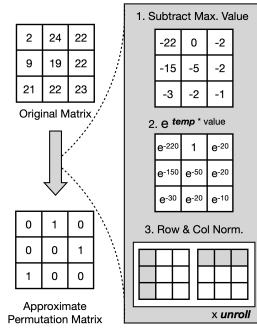 2 24 22
9 19 22
21 22 23
Original Matrix
0 1 0
0 0 1
1 0 0
Approximate
Permutation Matrix
1. Subtract Max. Value
-22 0 -2
-15 -5 -2
-3 -2 -1
2. e temp * value
e-220 1 e-20
e-150 e-50 e-20
e-30 e-20 e-10
3. Row & Col Norm.
x unroll